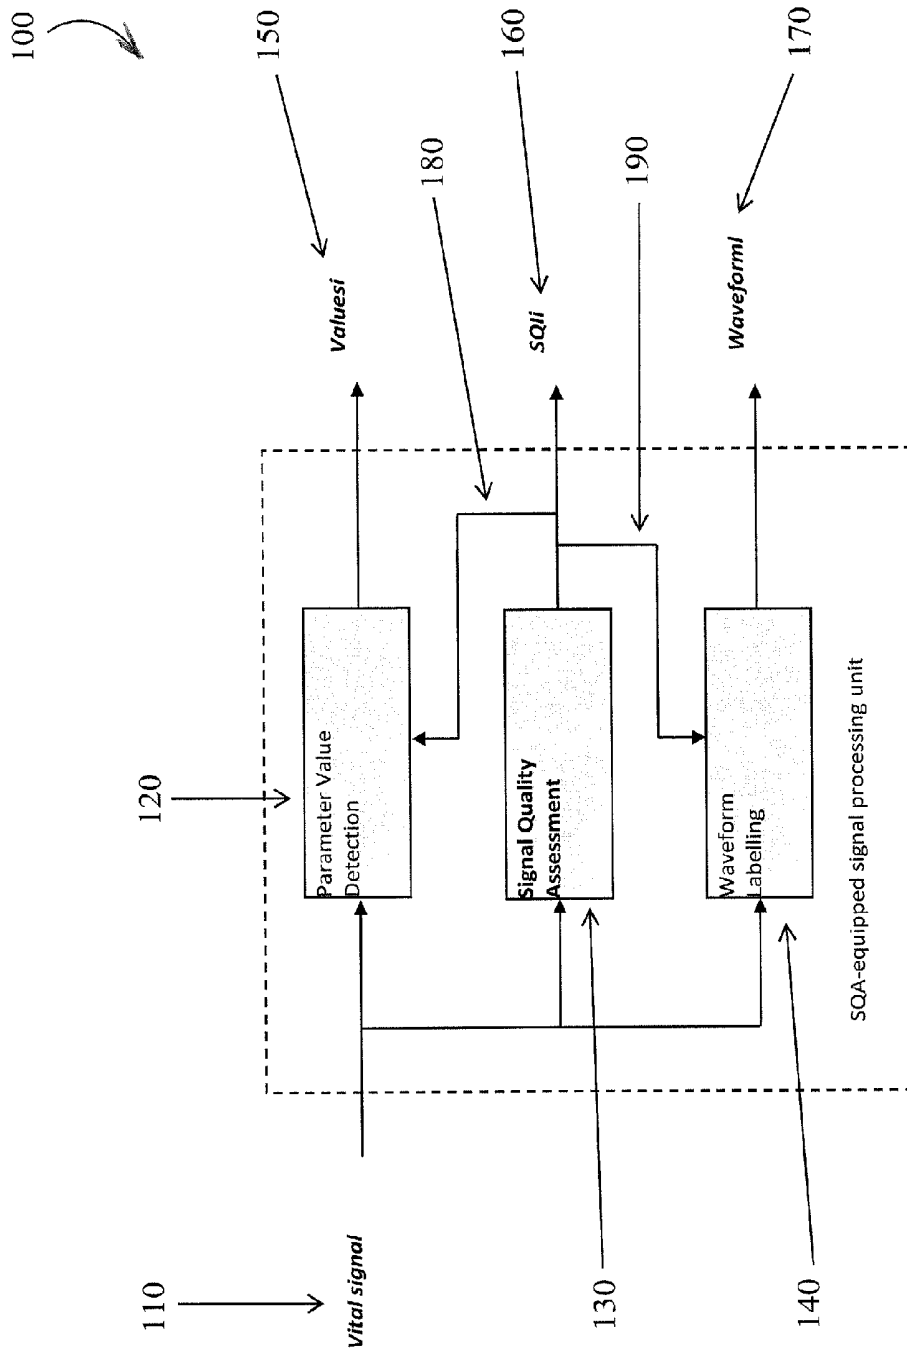 100
150
160
170
180
190
Valuesi
SQIi
WaveformI
120
Parameter Value
Detection
Signal Quality
Assessment
Waveform
Labelling
SQA-equipped signal processing unit
110
Vital signal
130
140